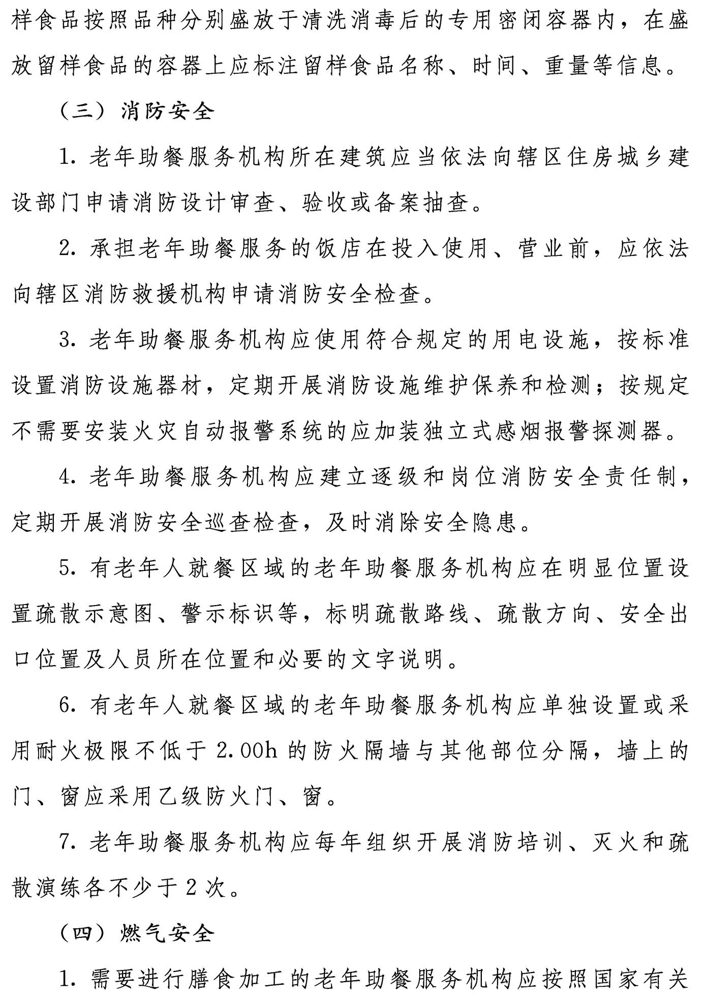 样食品按照品种分别盛放于清洗消毒后的专用密闭容器内，在盛
放留样食品的容器上应标注留样食品名称、时间、重量等信息。
（三）消防安全
1. 老年助餐服务机构所在建筑应当依法向辖区住房城乡建
设部门申请消防设计审查、验收或备案抽查。
2. 承担老年助餐服务的饭店在投入使用、营业前，应依法
向辖区消防救援机构申请消防安全检查。
3. 老年助餐服务机构应使用符合规定的用电设施，按标准
设置消防设施器材，定期开展消防设施维护保养和检测；按规定
不需要安装火灾自动报警系统的应加装独立式感烟报警探测器。
4. 老年助餐服务机构应建立逐级和岗位消防安全责任制，
定期开展消防安全巡查检查，及时消除安全隐患。
5. 有老年人就餐区域的老年助餐服务机构应在明显位置设
置疏散示意图、警示标识等，标明疏散路线、疏散方向、安全出
口位置及人员所在位置和必要的文字说明。
6. 有老年人就餐区域的老年助餐服务机构应单独设置或采
用耐火极限不低于 2.00h 的防火隔墙与其他部位分隔，墙上的
门、窗应采用乙级防火门、窗。
7. 老年助餐服务机构应每年组织开展消防培训、灭火和疏
散演练各不少于 2 次。
（四）燃气安全
1. 需要进行膳食加工的老年助餐服务机构应按照国家有关